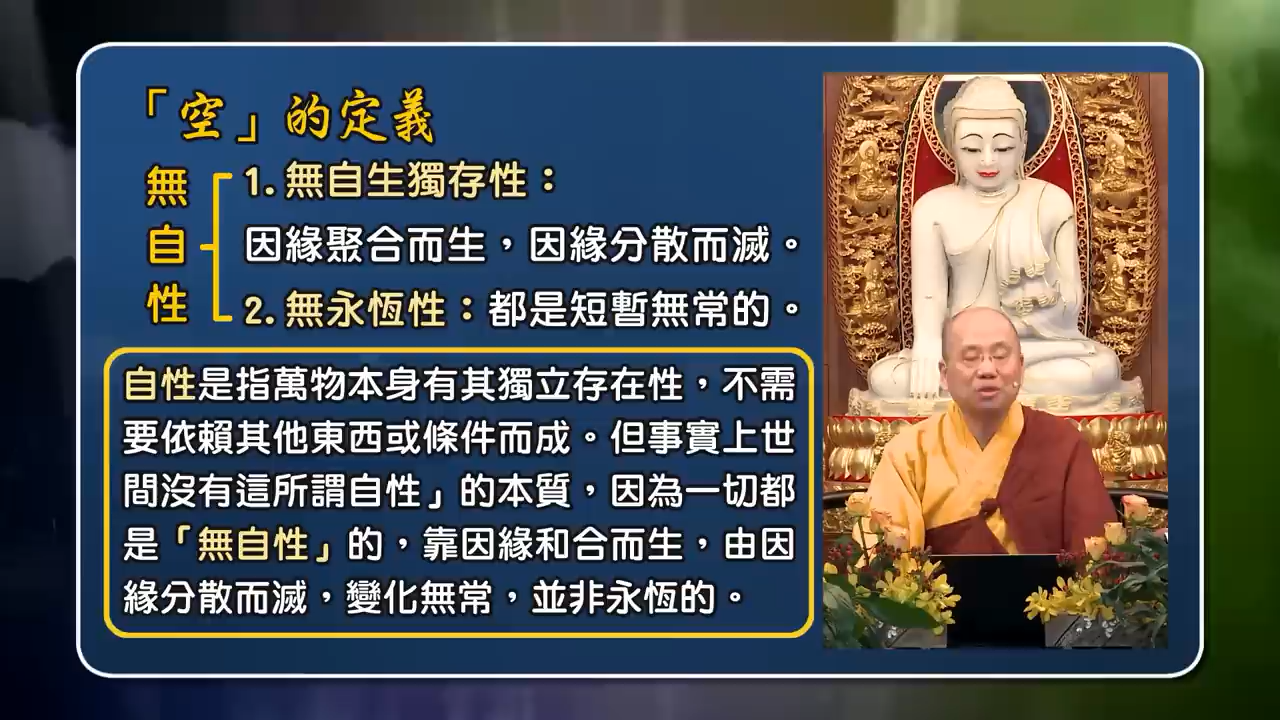 「空」的定義
無自性
1. 無自生獨存性：
因緣聚合而生，因緣分散而滅。
2. 無永恆性：都是短暫無常的。
自性是指萬物本身有其獨立存在性，不需
要依賴其他東西或條件而成。但事實上世
間沒有這所謂自性」的本質，因為一切都
是「無自性」的，靠因緣和合而生，由因
緣分散而滅，變化無常，並非永恆的。